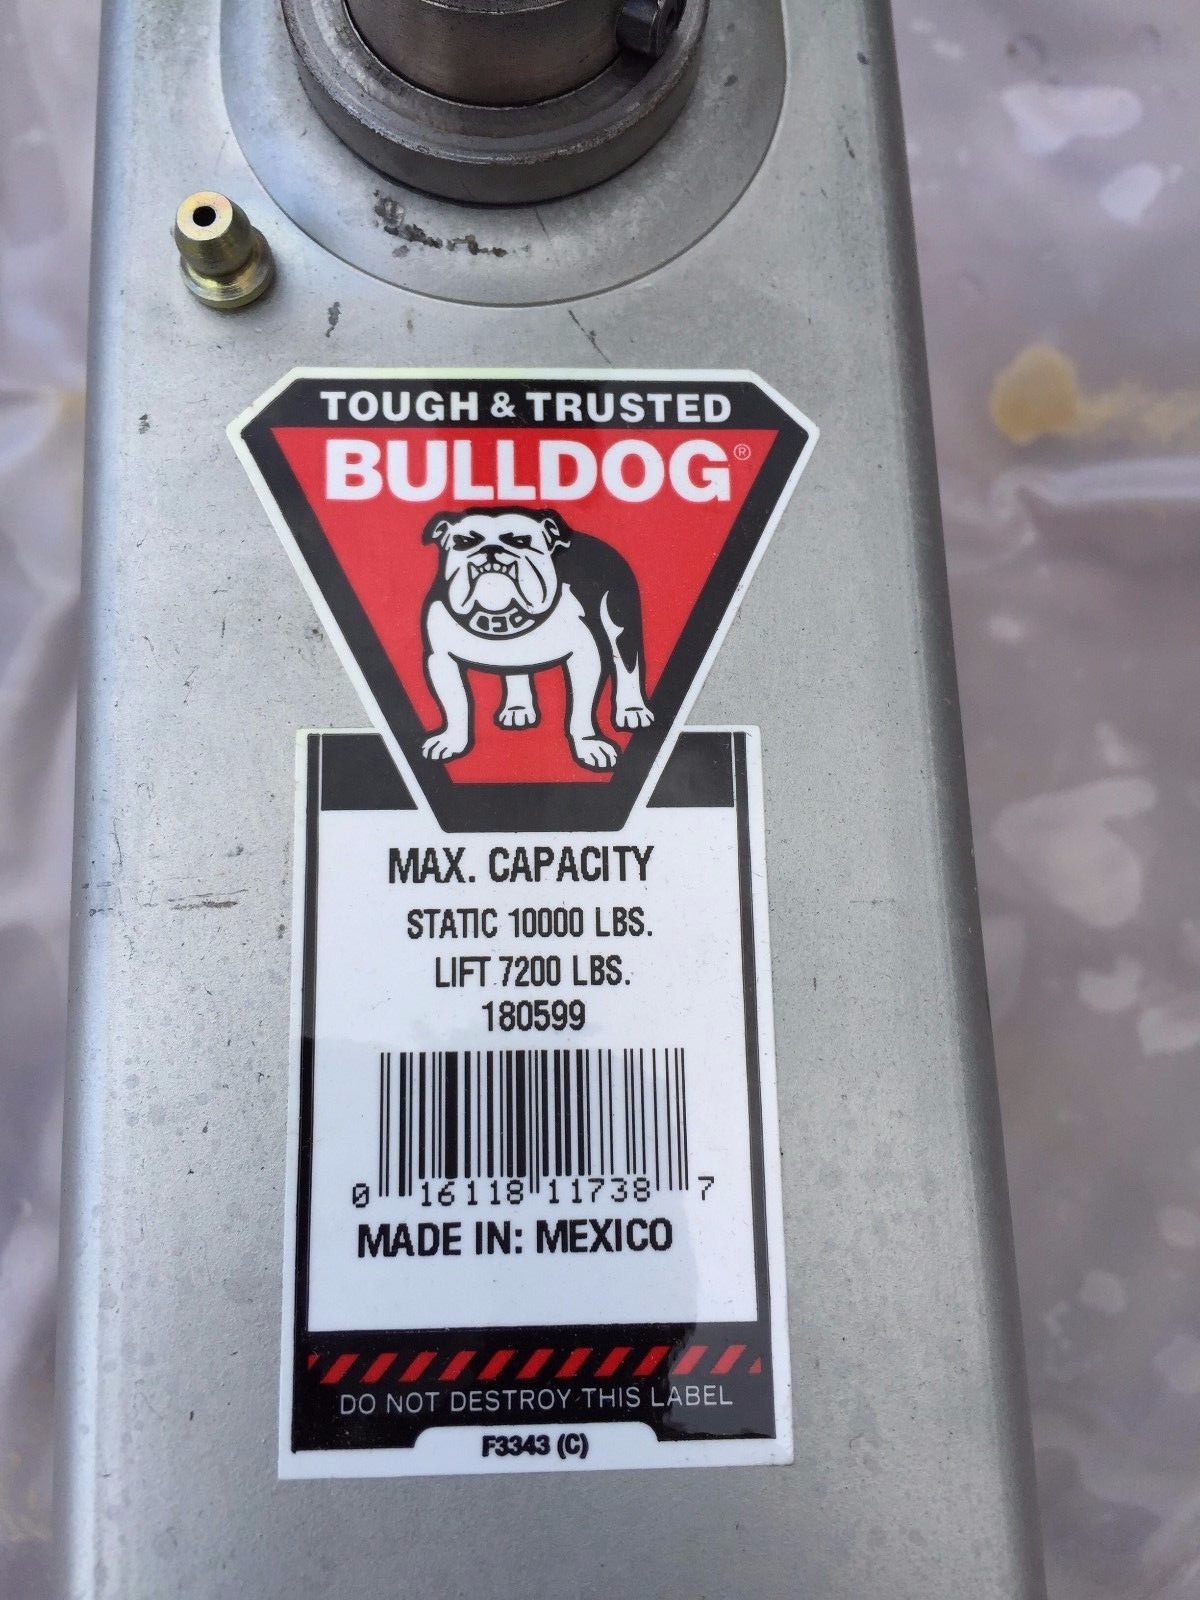 TOUGH & TRUSTED
BULLDOG®
MAX. CAPACITY
STATIC 10000 LBS.
LIFT 7200 LBS.
180599
0 16118 11738 7
MADE IN: MEXICO
DO NOT DESTROY THIS LABEL
F3343 (C)